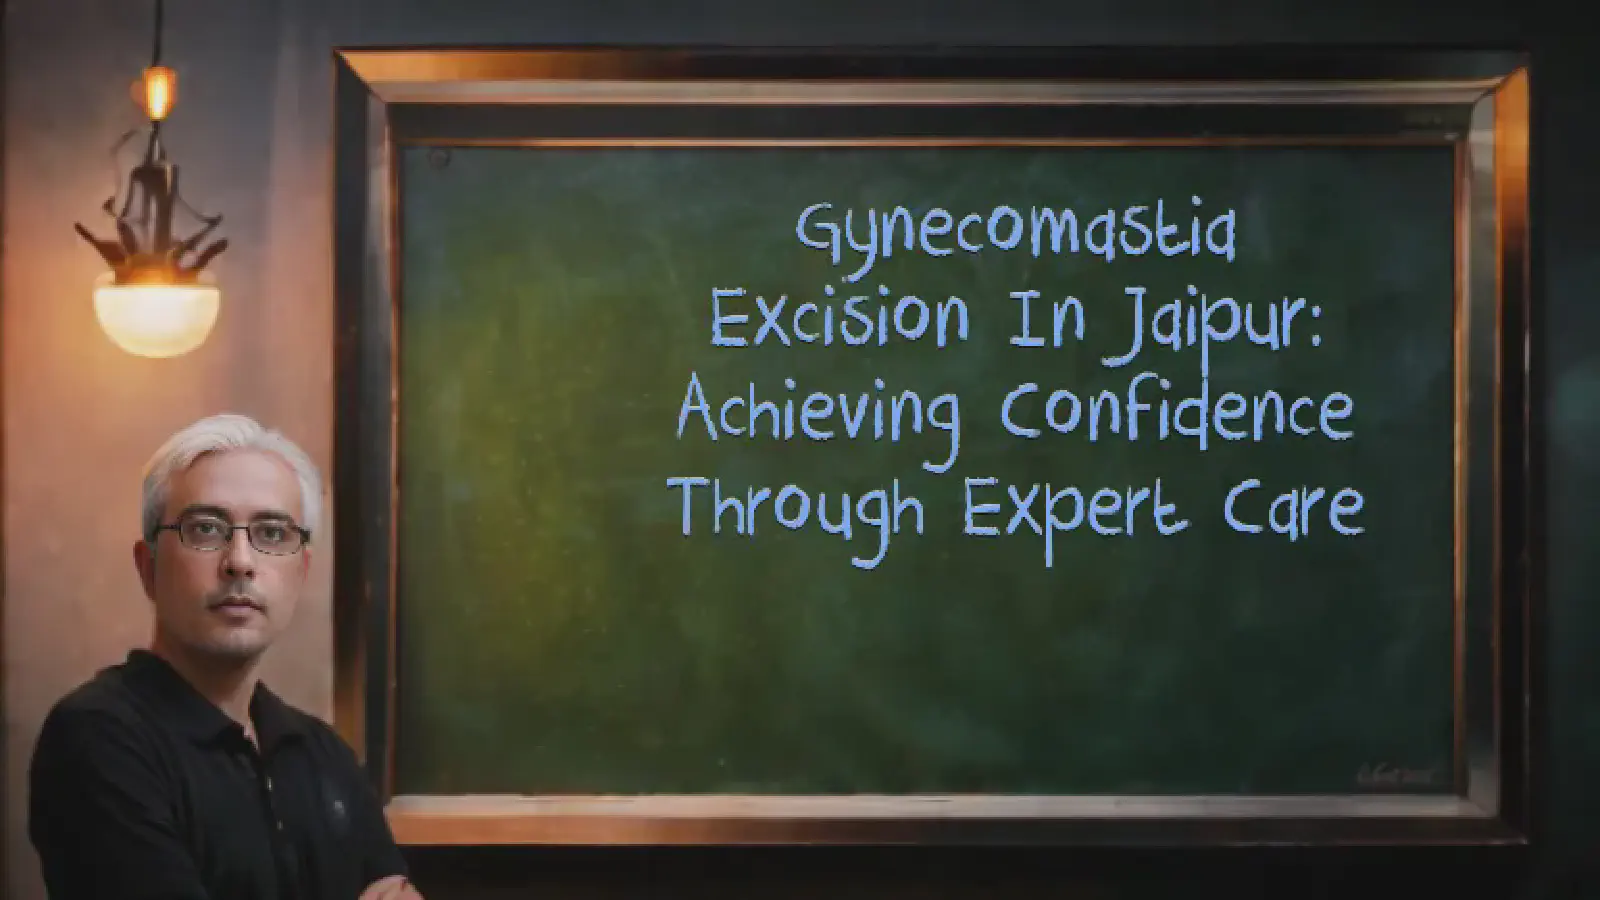 Gynecomastia
Excision In Jaipur:
Achieving Confidence
Through Expert Care